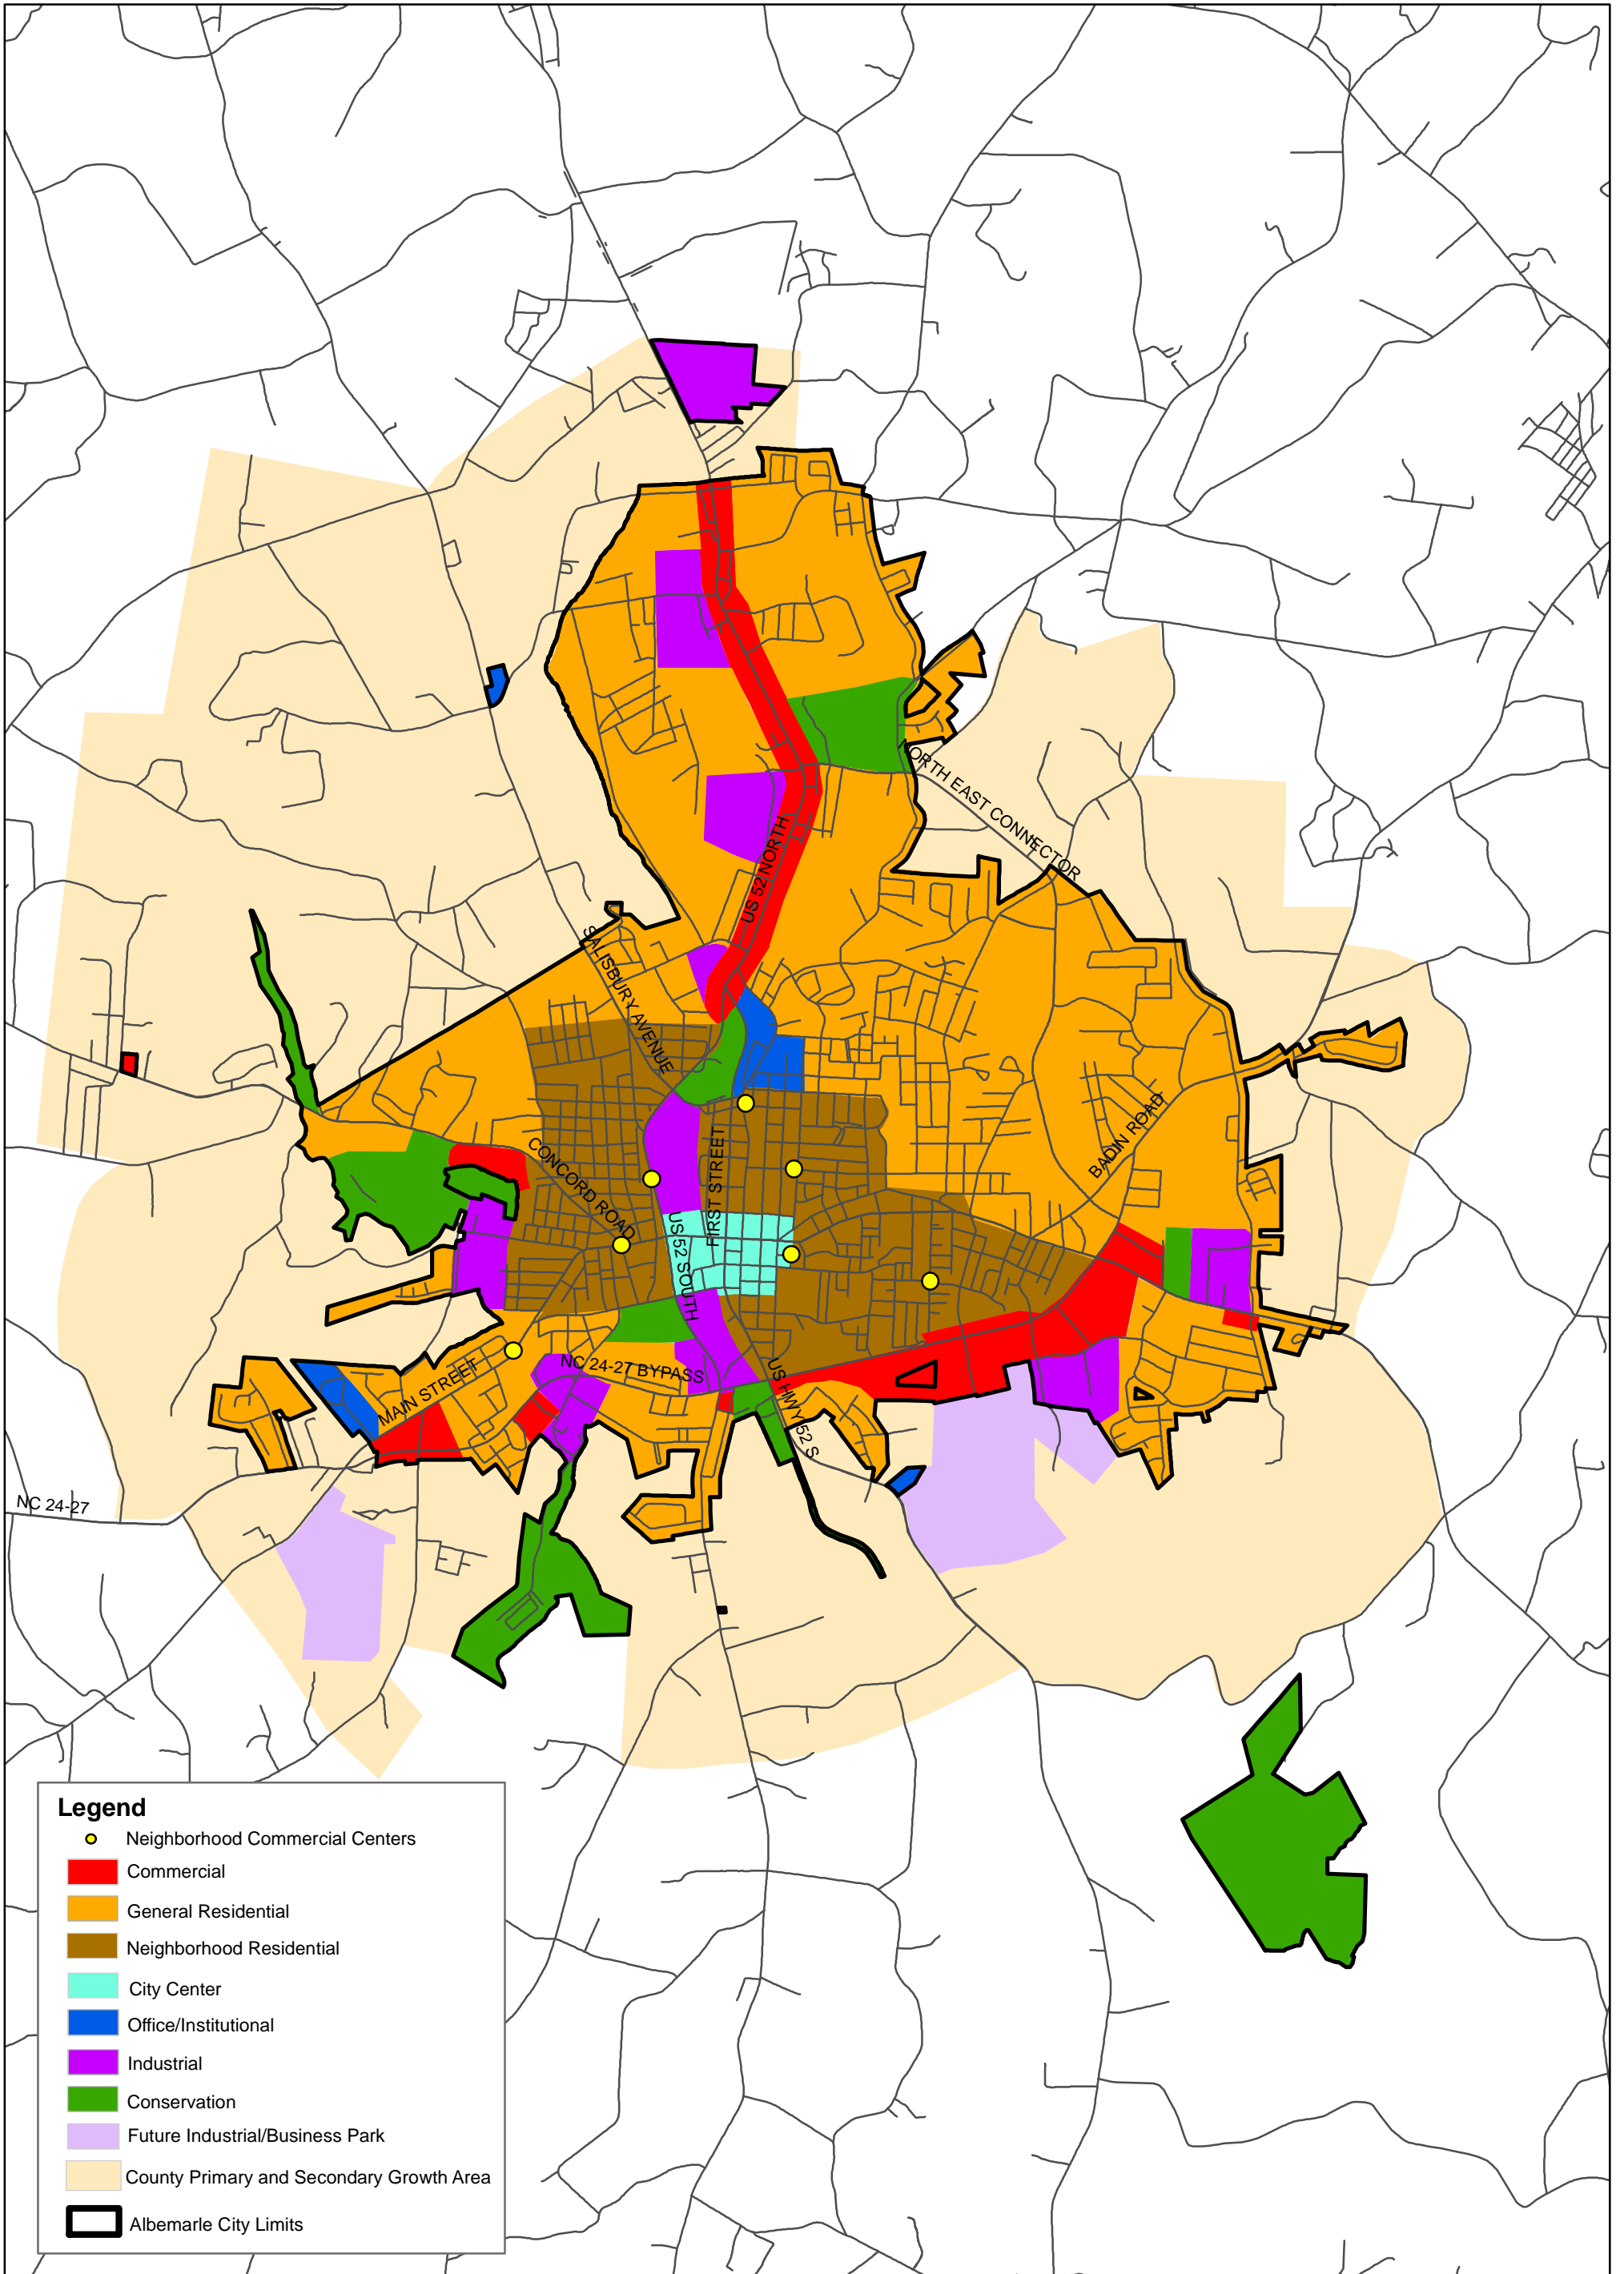 NORTH EAST CONNECTOR
US 52 NORTH
SALISBURY AVENUE
BADIN ROAD
CONCORD ROAD
FIRST STREET
US 52 SOUTH
NC 24-27 BYPASS
MAIN STREET
US HWY 52 S
NC 24-27
Legend
Neighborhood Commercial Centers
Commercial
General Residential
Neighborhood Residential
City Center
Office/Institutional
Industrial
Conservation
Future Industrial/Business Park
County Primary and Secondary Growth Area
Albemarle City Limits